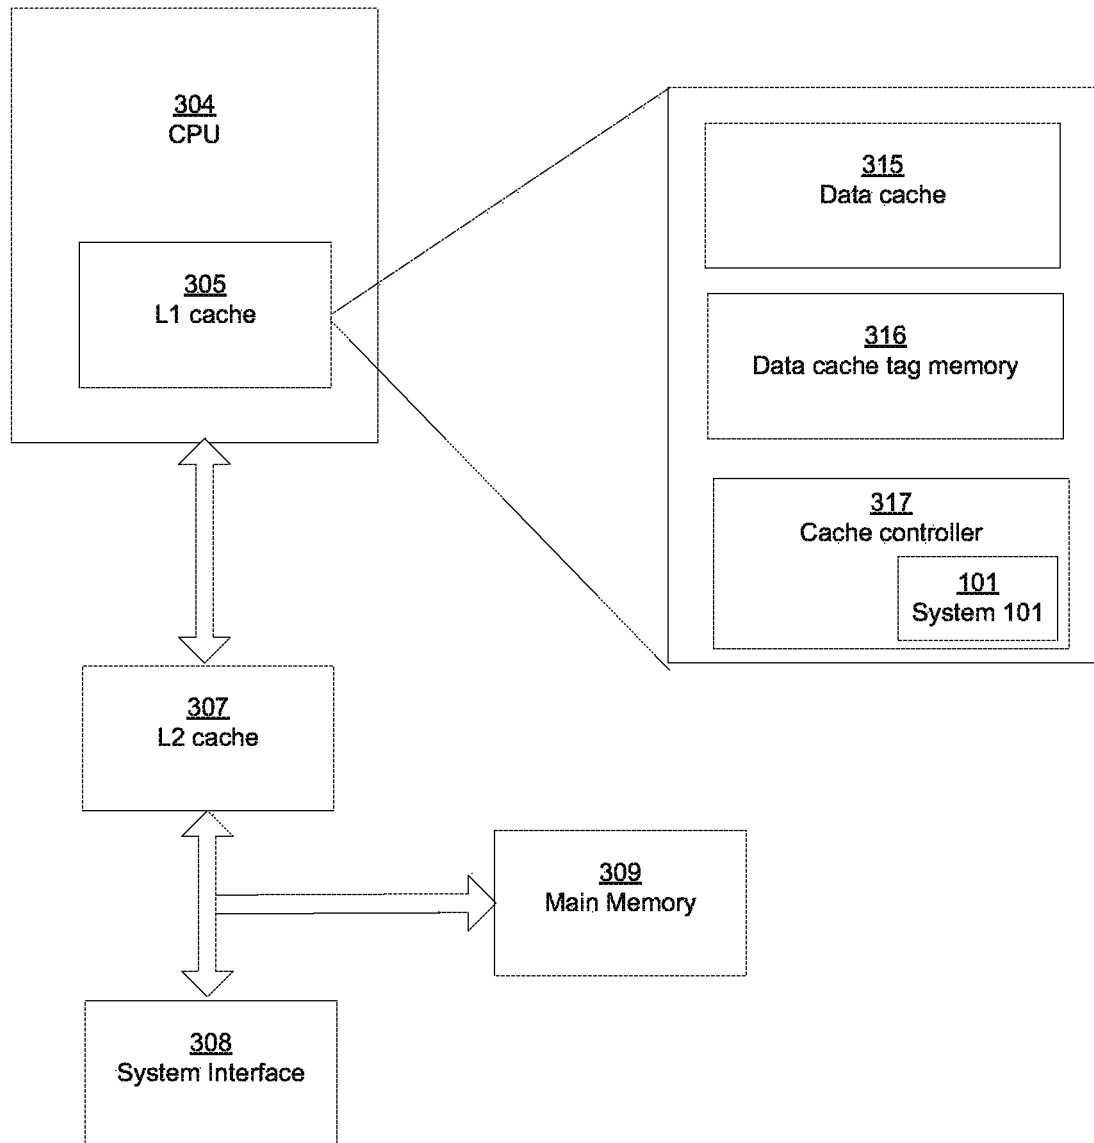 304
CPU
305
L1 cache
315
Data cache
316
Data cache tag memory
317
Cache controller
101
System 101
307
L2 cache
309
Main Memory
308
System Interface